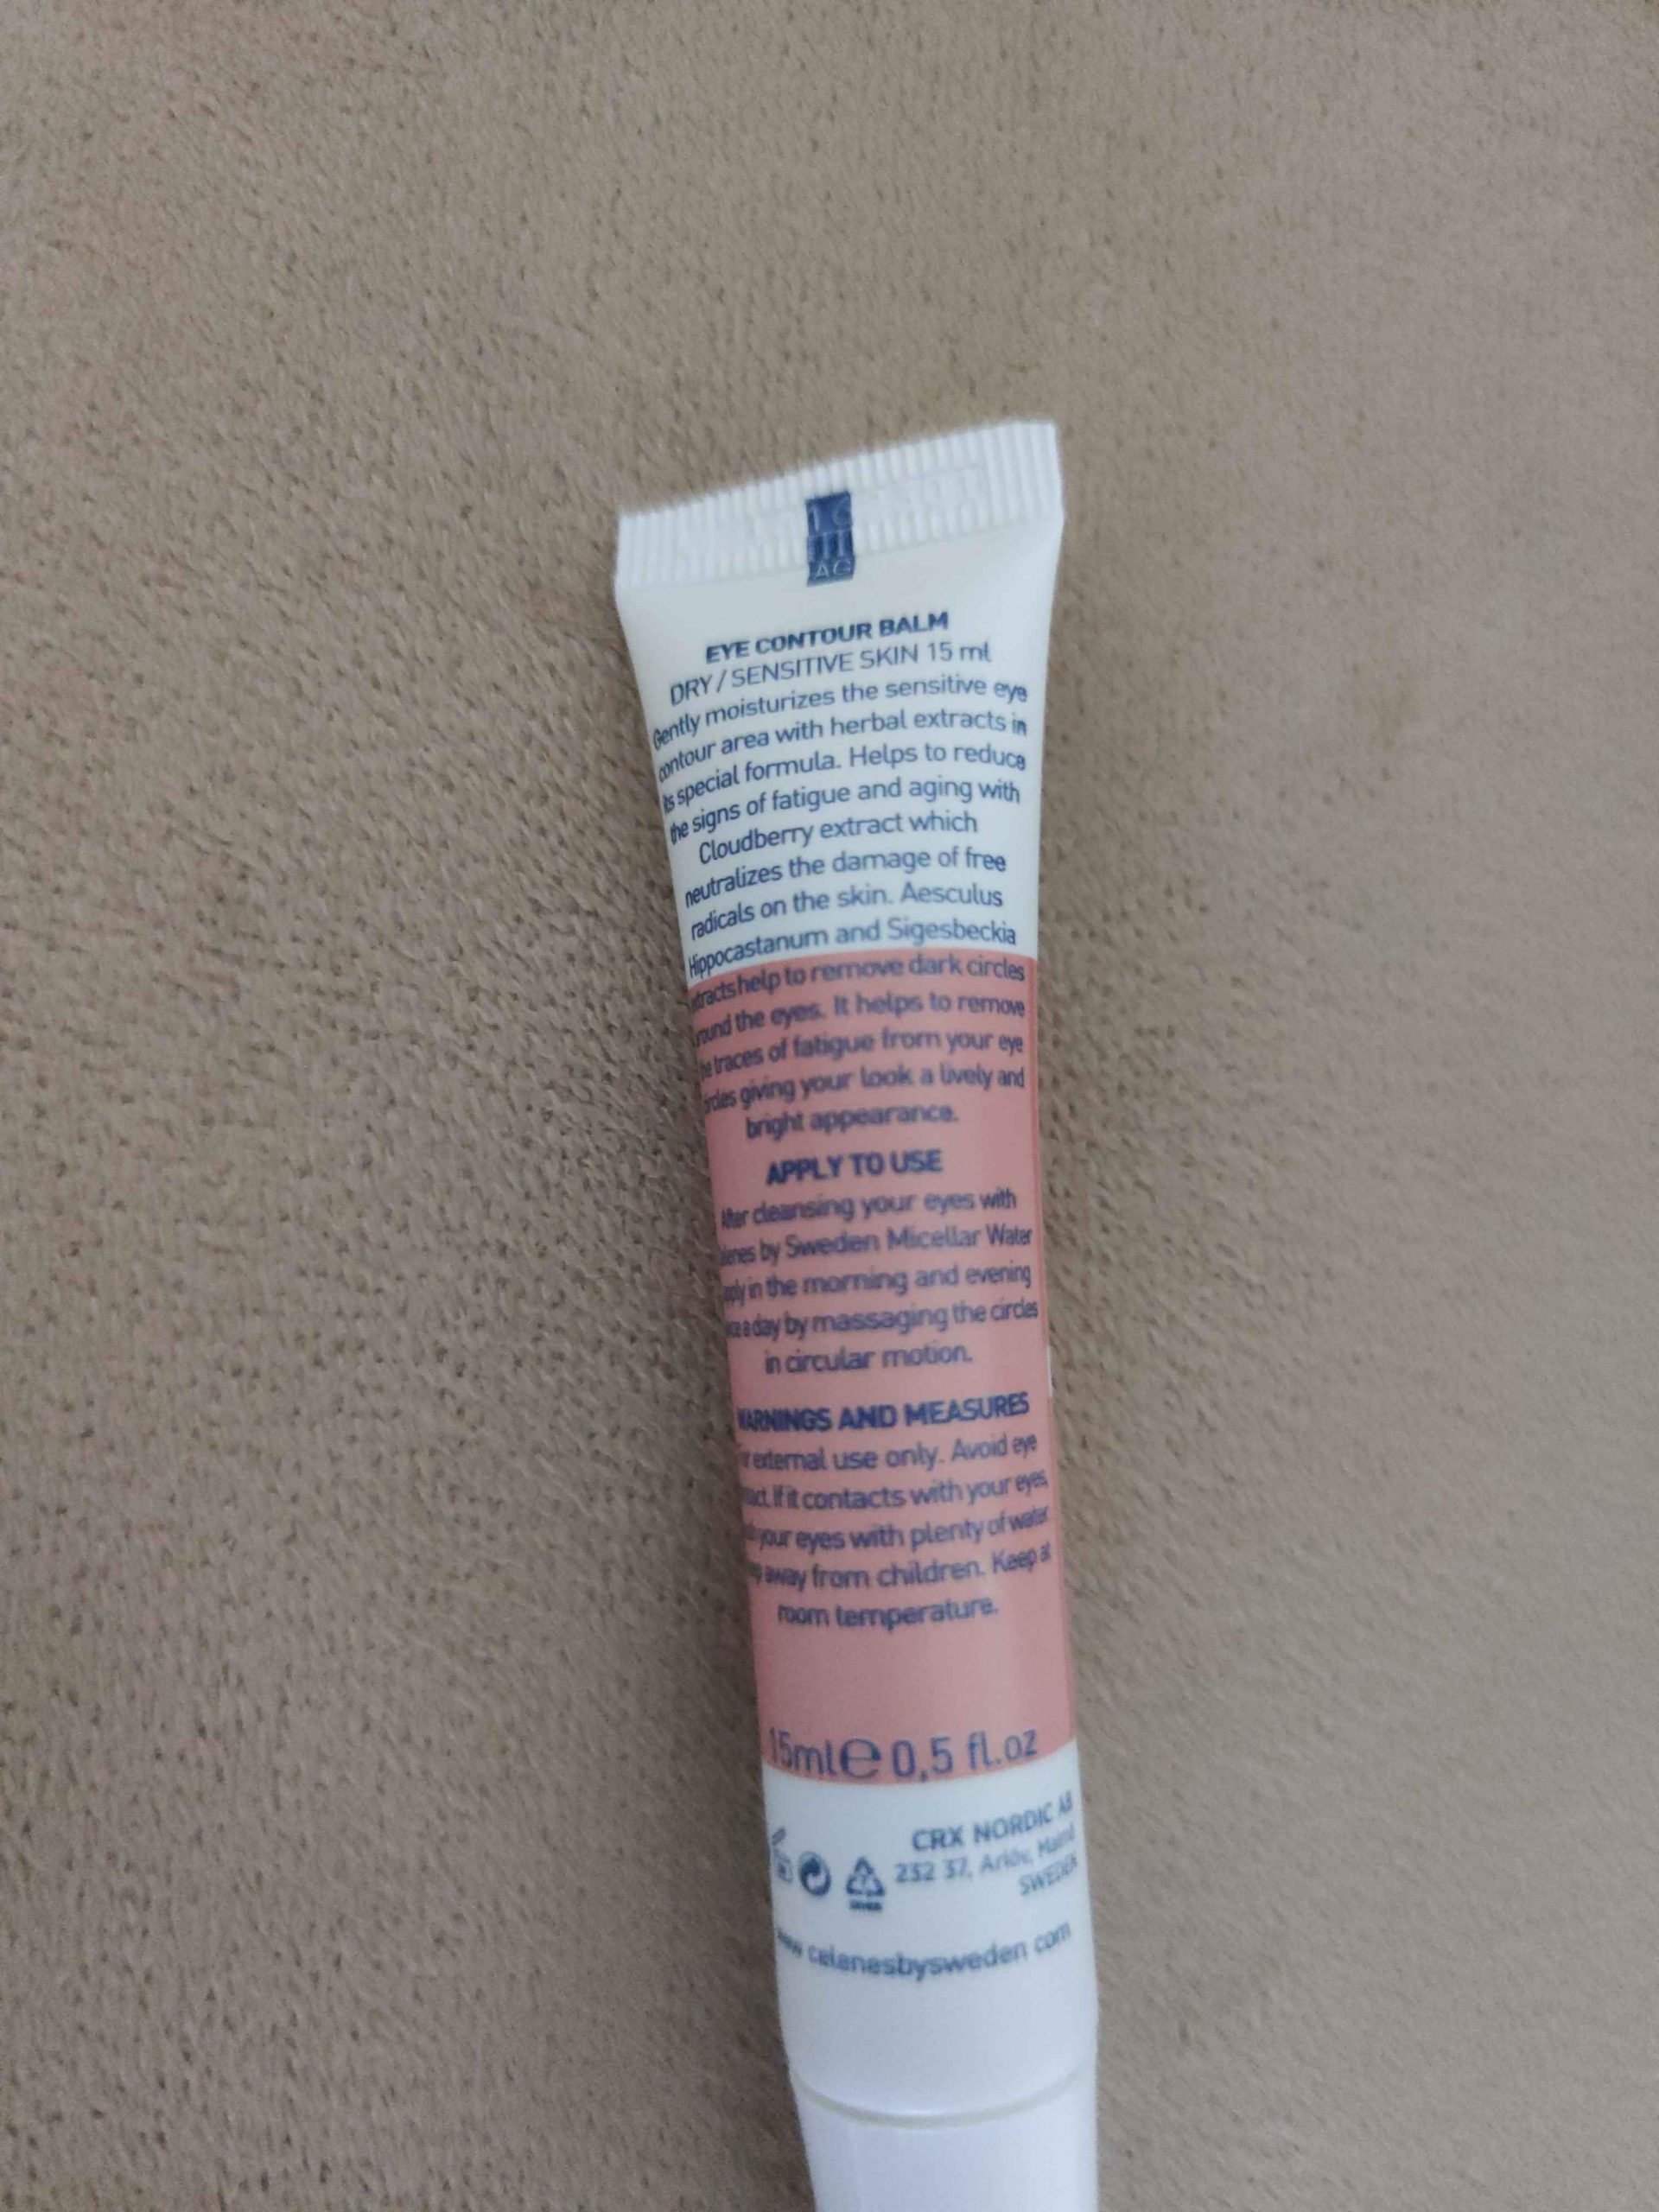 EYE CONTOUR BALM
DRY / SENSITIVE SKIN 15 ml
Gently moisturizes the sensitive eye
contour area with herbal extracts in
its special formula. Helps to reduce
the signs of fatigue and aging with
Cloudberry extract which
neutralizes the damage of free
radicals on the skin. Aesculus
Hippocastanum and Sigesbeckia
help to remove dark circles
the eyes. It helps to remove
traces of fatigue from your eye
giving your look a lively and
bright appearance.
APPLY TO USE
After cleansing your eyes with
by Sweden Micellar Water
in the morning and evening
a day by massaging the circles
in circular motion.
WARNINGS AND MEASURES
external use only. Avoid eye
If it contacts with your eyes,
your eyes with plenty of water.
away from children. Keep at
room temperature.
15ml e 0,5 fl.oz
CRX NORDIC AB
232 37, Arlöv, Malmö
SWEDEN
www.celenesbysweden.com